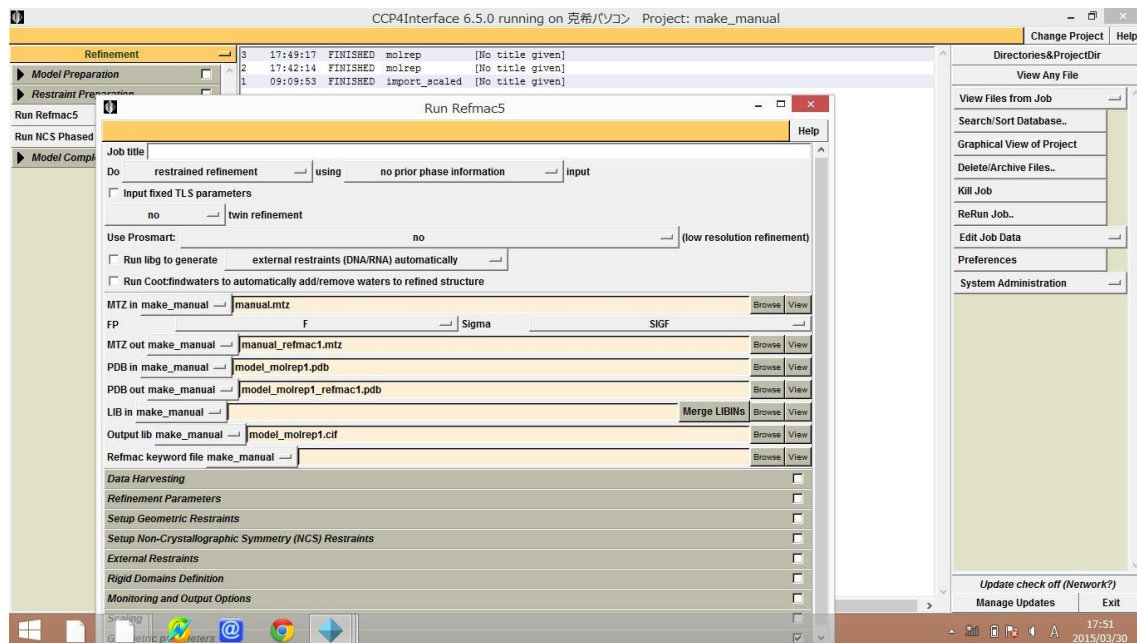 CCP4Interface 6.5.0 running on 克希パソコン Project: make_manual
Change Project Help
Refinement
Model Preparation
Restraint Preparation
Run Refmac5
Run NCS Phased
Model Compl
3 17:49:17 FINISHED molrep [No title given]
2 17:42:14 FINISHED molrep [No title given]
1 09:09:53 FINISHED import_scaled [No title given]
Directories&ProjectDir
View Any File
View Files from Job
Search/Sort Database..
Graphical View of Project
Delete/Archive Files..
Kill Job
ReRun Job..
Edit Job Data
Preferences
System Administration
Run Refmac5
Help
Job title
Do restrained refinement using no prior phase information input
Input fixed TLS parameters
no twin refinement
Use Prosmart: no (low resolution refinement)
Run libg to generate external restraints (DNA/RNA) automatically
Run Coot:findwaters to automatically add/remove waters to refined structure
MTZ in make_manual manual.mtz Browse View
FP F Sigma SIGF
MTZ out make_manual manual_refmac1.mtz Browse View
PDB in make_manual model_molrep1.pdb Browse View
PDB out make_manual model_molrep1_refmac1.pdb Browse View
LIB in make_manual Merge LIBINs Browse View
Output lib make_manual model_molrep1.cif Browse View
Refmac keyword file make_manual Browse View
Data Harvesting
Refinement Parameters
Setup Geometric Restraints
Setup Non-Crystallographic Symmetry (NCS) Restraints
External Restraints
Rigid Domains Definition
Monitoring and Output Options
Scaling
Geometric parameters
Update check off (Network?)
Manage Updates Exit
A 17:51
2015/03/30